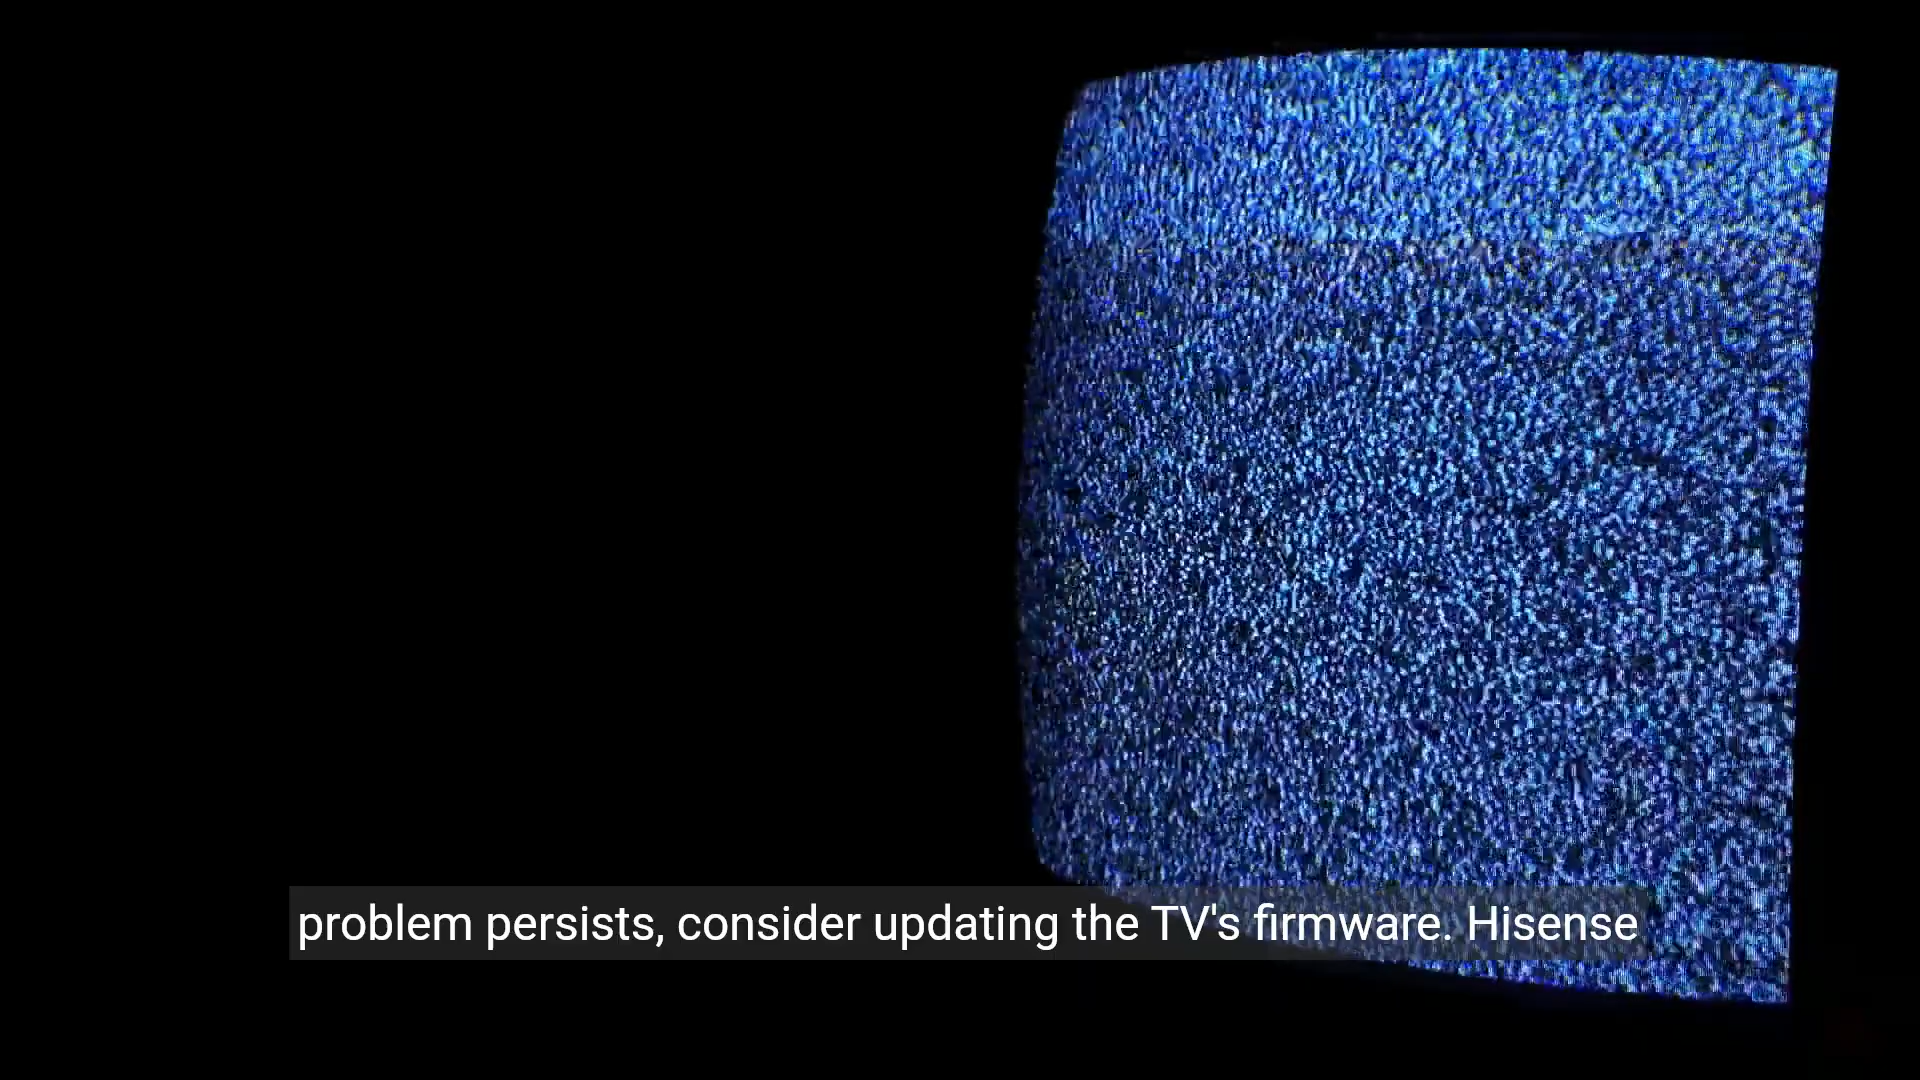 problem persists, consider updating the TV's firmware. Hisense